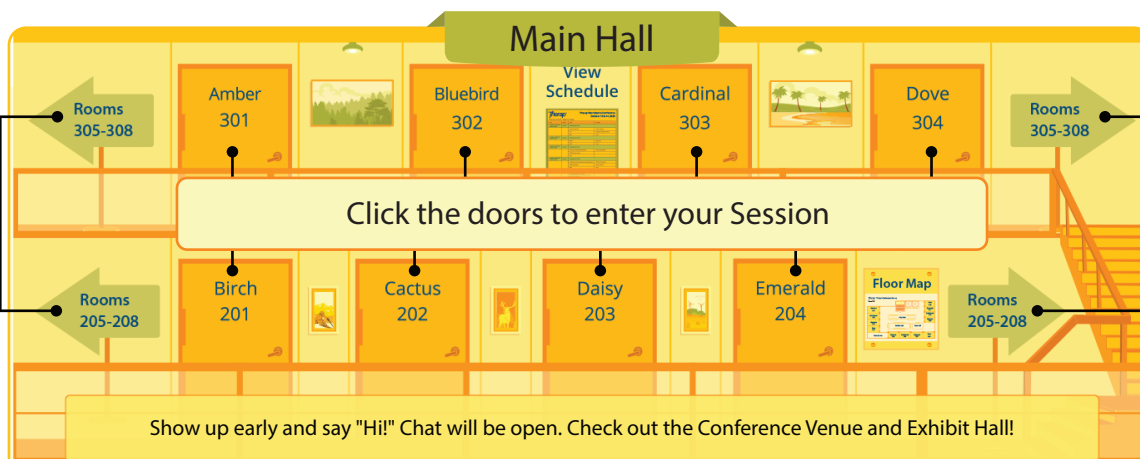 Main Hall
Rooms
305-308
Amber
301
Bluebird
302
View
Schedule
Therap
Cardinal
303
Dove
304
Rooms
305-308
Click the doors to enter your Session
Rooms
205-208
Birch
201
Cactus
202
Daisy
203
Emerald
204
Floor Map
Rooms
205-208
Show up early and say "Hi!" Chat will be open. Check out the Conference Venue and Exhibit Hall!